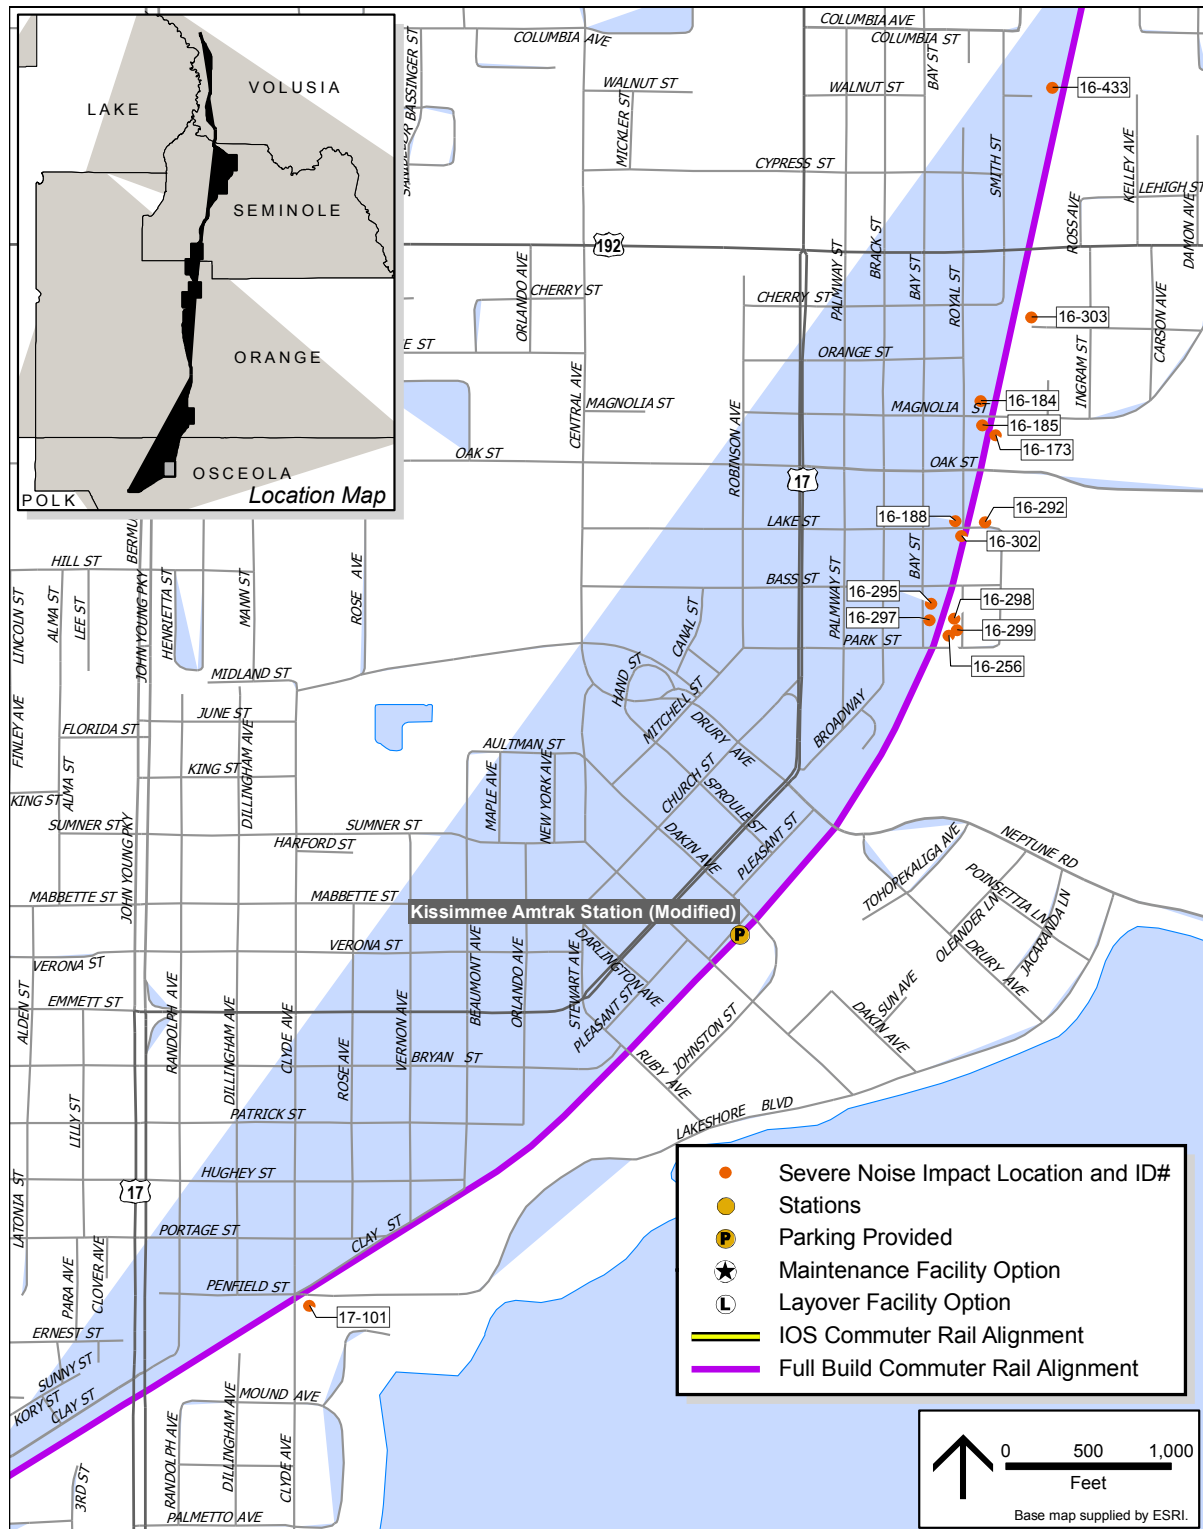 COLUMBIA AVE
COLUMBIA AVE
COLUMBIA ST
BAY ST
WALNUT ST
WALNUT ST
MICKLER ST
CYPRESS ST
SMITH ST
16-433
KELLEY AVE
LEHIGH ST
ROSS AVE
DAMON AVE
BASSINGER ST
VOLUSIA
LAKE
SEMINOLE
ORANGE
OSCEOLA
POLK
Location Map
192
ORLANDO AVE
CHERRY ST
CHERRY ST
PALMWAY ST
BRACK ST
BAY ST
ROYAL ST
16-303
CARSON AVE
INGRAM ST
E ST
ORANGE ST
CENTRAL AVE
MAGNOLIA ST
MAGNOLIA ST
16-184
16-185
16-173
ROBINSON AVE
OAK ST
OAK ST
17
LAKE ST
16-188
16-292
16-302
BAY ST
BASS ST
PALMWAY ST
16-295
16-297
16-298
16-299
16-256
PARK ST
BERMU
HILL ST
LINCOLN ST
ALMA ST
LEE ST
JOHN YOUNG PKY
HENRIETTA ST
MANN ST
ROSE AVE
MIDLAND ST
CANAL ST
HAND ST
MITCHELL ST
DRURY AVE
BROADWAY
FINLEY AVE
FLORIDA ST
JUNE ST
DILLINGHAM AVE
KING ST
KING ST
ALMA ST
AULTMAN ST
MAPLE AVE
NEW YORK AVE
CHURCH ST
SPROULE ST
DAKIN AVE
PLEASANT ST
SUMNER ST
SUMNER ST
HARFORD ST
JOHN YOUNG PKY
MABBETTE ST
MABBETTE ST
Kissimmee Amtrak Station (Modified)
P
NEPTUNE RD
TOHOPEKALIGA AVE
POINSETTIA LN
OLEANDER LN
JACARANDA LN
DRURY AVE
SUN AVE
DAKIN AVE
VERONA ST
VERONA ST
ALDEN ST
EMMETT ST
RANDOLPH AVE
DILLINGHAM AVE
CLYDE AVE
ROSE AVE
VERNON AVE
BEAUMONT AVE
ORLANDO AVE
STEWART AVE
DARLINGTON AVE
PLEASANT ST
BRYAN ST
RUBY AVE
JOHNSTON ST
LAKESHORE BLVD
LILLY ST
PATRICK ST
LATONIA ST
17
HUGHEY ST
PORTAGE ST
CLAY ST
PARA AVE
CLOVER AVE
PENFIELD ST
17-101
ERNEST ST
SUNNY ST
KORY ST
CLAY ST
MOUND AVE
3RD ST
RANDOLPH AVE
DILLINGHAM AVE
CLYDE AVE
PALMETTO AVE
Severe Noise Impact Location and ID#
Stations
P
Parking Provided
Maintenance Facility Option
L
Layover Facility Option
IOS Commuter Rail Alignment
Full Build Commuter Rail Alignment
0 500 1,000
Feet
Base map supplied by ESRI.